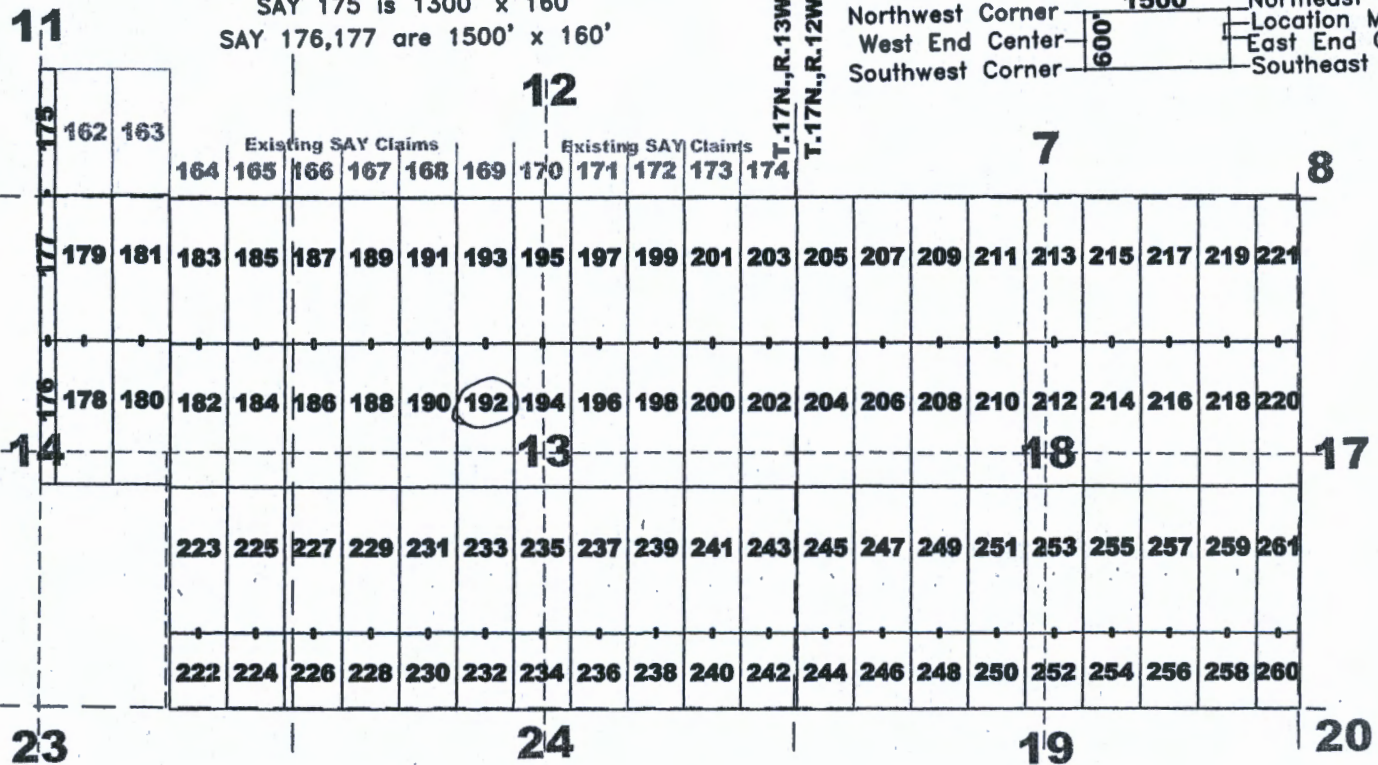 11
SAY 175 is 1300' x 160'
SAY 176,177 are 1500' x 160'
12
T.17N.,R.13W
T.17N.,R.12W
1500'
Northwest Corner
Northeast
West End Center
600'
Location
East End
Southwest Corner
Southeast
7
8
175
162 163
Existing SAY Claims
Existing SAY Claims
164 165 166 167 168 169 170 171 172 173 174
177 179 181 183 185 187 189 191 193 195 197 199 201 203 205 207 209 211 213 215 217 219 221
176 178 180 182 184 186 188 190 192 194 196 198 200 202 204 206 208 210 212 214 216 218 220
14 13 18 17
223 225 227 229 231 233 235 237 239 241 243 245 247 249 251 253 255 257 259 261
222 224 226 228 230 232 234 236 238 240 242 244 246 248 250 252 254 256 258 260
23 24 19 20